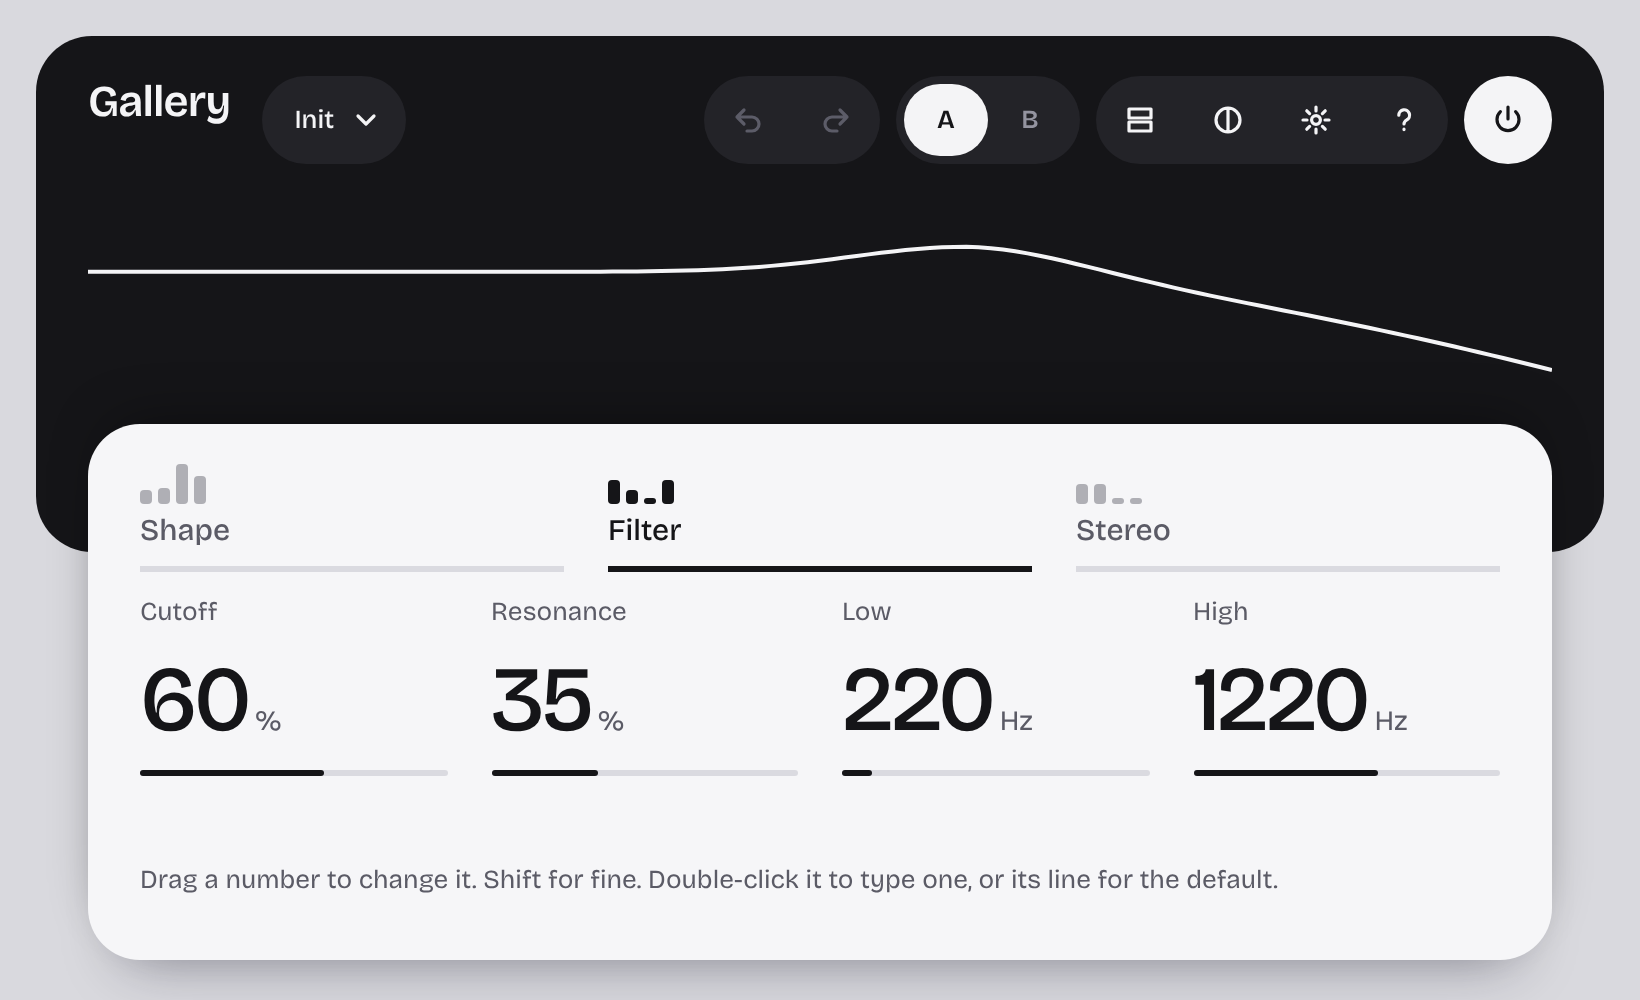 Gallery
Init
A B ?
Shape Filter Stereo
Cutoff Resonance Low High
60 % 35 % 220 Hz 1220 Hz
Drag a number to change it. Shift for fine. Double-click it to type one, or its line for the default.